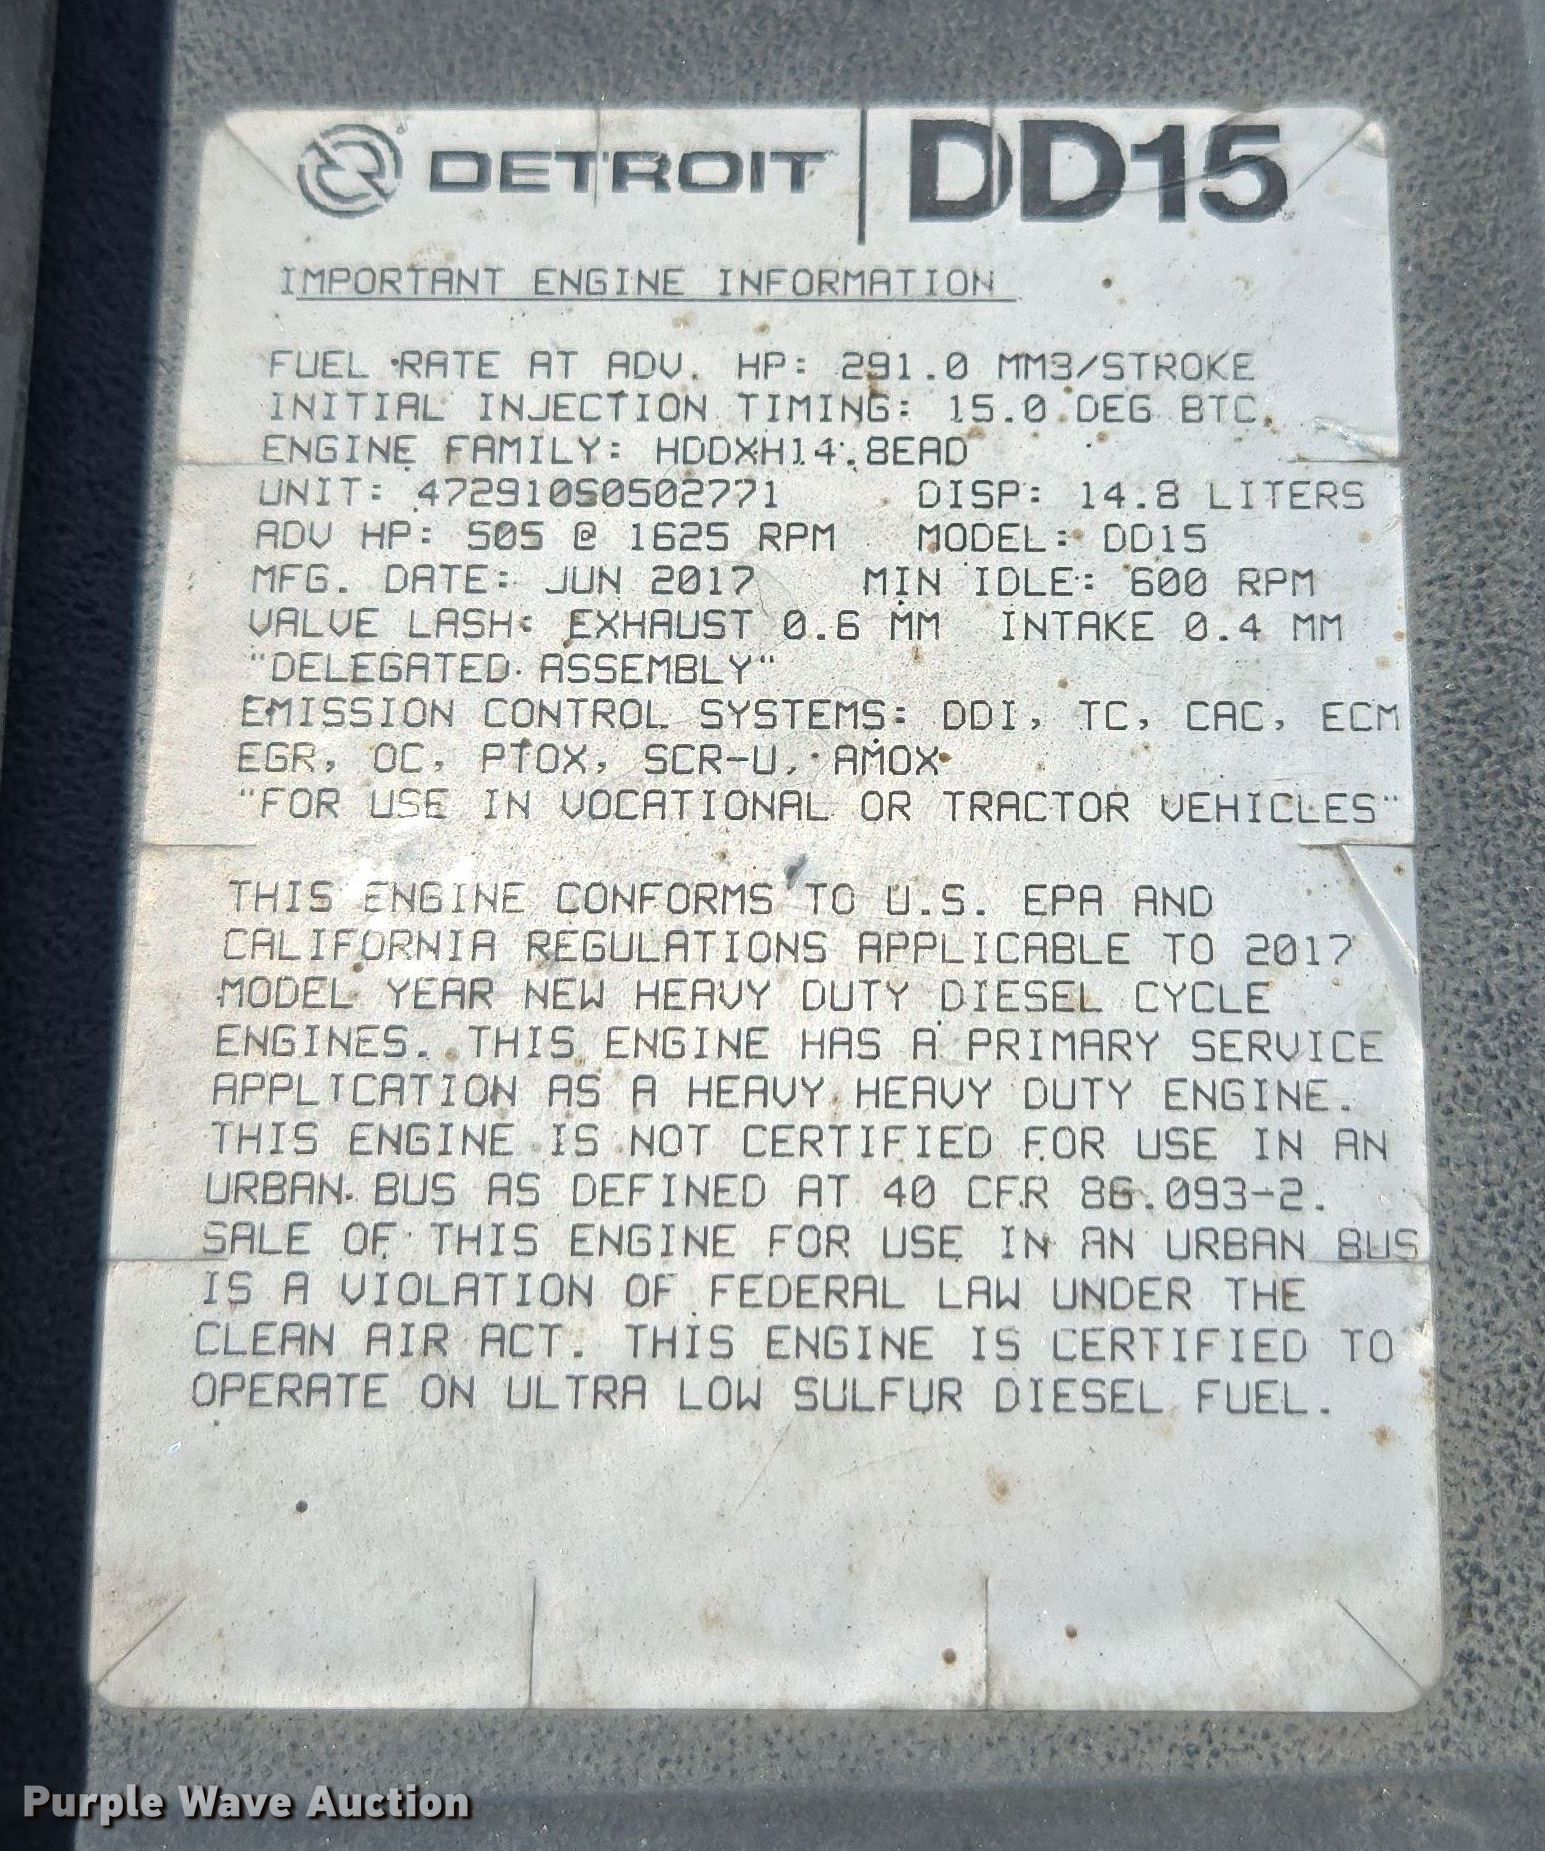 DETROIT DD15
IMPORTANT ENGINE INFORMATION
FUEL RATE AT ADV. HP: 291.0 MM3/STROKE
INITIAL INJECTION TIMING: 15.0 DEG BTC.
ENGINE FAMILY: HDDXH14.8EAD
UNIT: 472910S0502771 DISP: 14.8 LITERS
ADV HP: 505 @ 1625 RPM MODEL: DD15
MFG. DATE: JUN 2017 MIN IDLE: 600 RPM
VALVE LASH: EXHAUST 0.6 MM INTAKE 0.4 MM
"DELEGATED ASSEMBLY"
EMISSION CONTROL SYSTEMS: DDI, TC, CAC, ECM
EGR, OC, PTOX, SCR-U, AMOX
"FOR USE IN VOCATIONAL OR TRACTOR VEHICLES"
THIS ENGINE CONFORMS TO U.S. EPA AND
CALIFORNIA REGULATIONS APPLICABLE TO 2017
MODEL YEAR NEW HEAVY DUTY DIESEL CYCLE
ENGINES. THIS ENGINE HAS A PRIMARY SERVICE
APPLICATION AS A HEAVY HEAVY DUTY ENGINE.
THIS ENGINE IS NOT CERTIFIED FOR USE IN AN
URBAN BUS AS DEFINED AT 40 CFR 86.093-2.
SALE OF THIS ENGINE FOR USE IN AN URBAN BUS
IS A VIOLATION OF FEDERAL LAW UNDER THE
CLEAN AIR ACT. THIS ENGINE IS CERTIFIED TO
OPERATE ON ULTRA LOW SULFUR DIESEL FUEL.
Purple Wave Auction